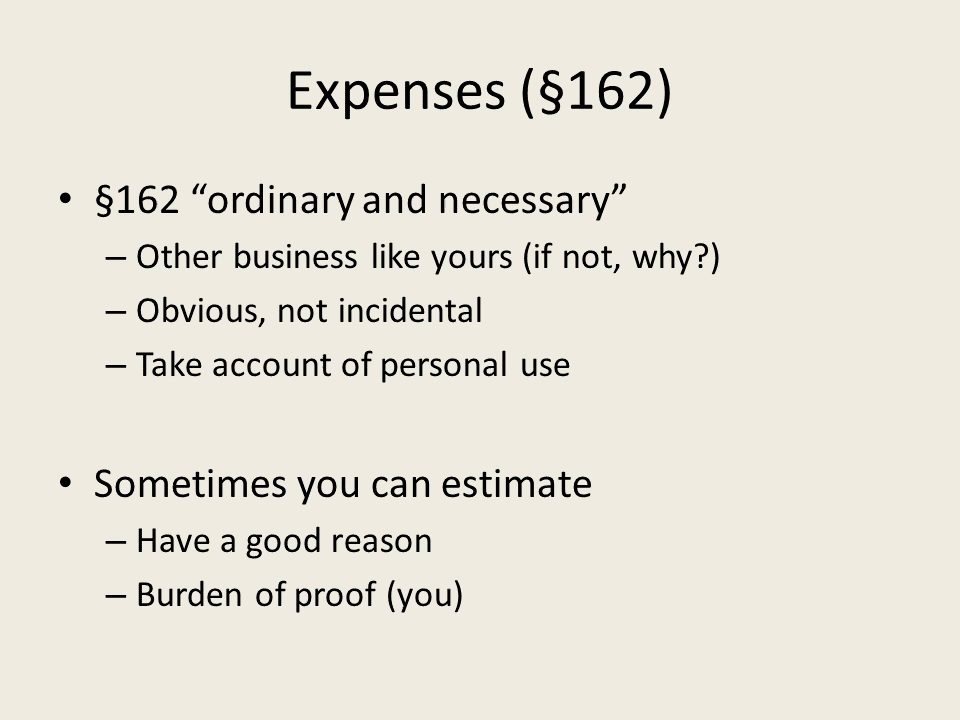 Expenses (§162)
• §162 “ordinary and necessary”
– Other business like yours (if not, why?)
– Obvious, not incidental
– Take account of personal use
• Sometimes you can estimate
– Have a good reason
– Burden of proof (you)